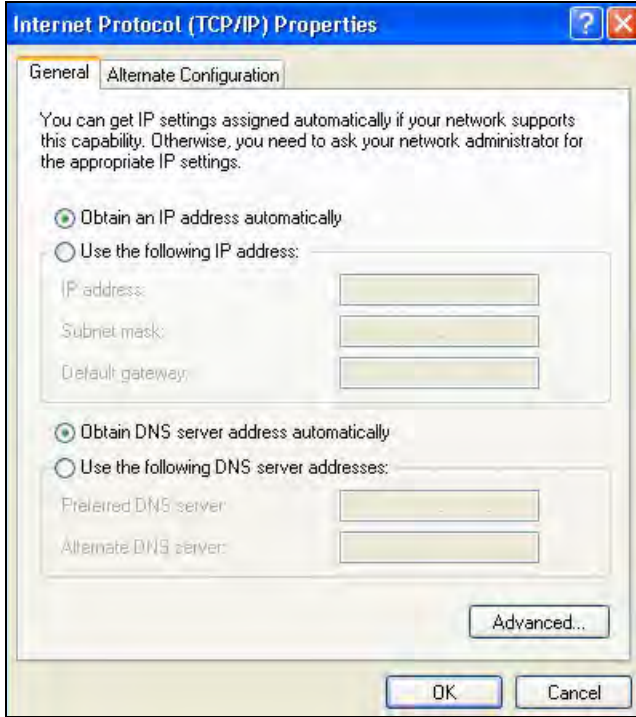 Internet Protocol (TCP/IP) Properties
General
Alternate Configuration
You can get IP settings assigned automatically if your network supports
this capability. Otherwise, you need to ask your network administrator for
the appropriate IP settings.
Obtain an IP address automatically
Use the following IP address:
IP address:
Subnet mask:
Default gateway:
Obtain DNS server address automatically
Use the following DNS server addresses:
Preferred DNS server:
Alternate DNS server:
Advanced...
OK
Cancel